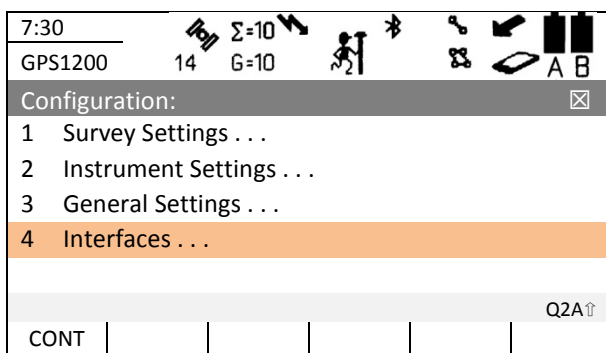 7:30 Σ=10
GPS1200 14 G=10 2 A B
Configuration:
1 Survey Settings . . .
2 Instrument Settings . . .
3 General Settings . . .
4 Interfaces . . .
Q2A⇧
CONT